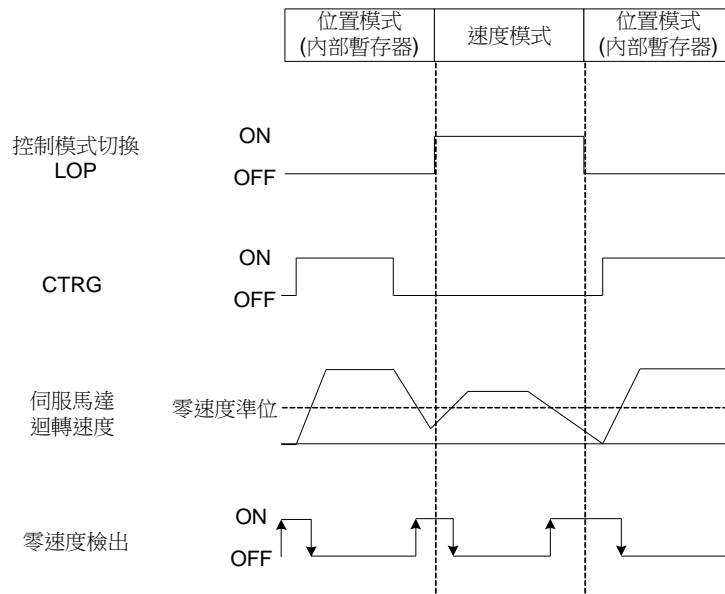 位置模式
(內部暫存器)
速度模式
位置模式
(內部暫存器)
控制模式切換
LOP
ON
OFF
CTRG
ON
OFF
伺服馬達
迴轉速度
零速度準位
零速度檢出
ON
OFF